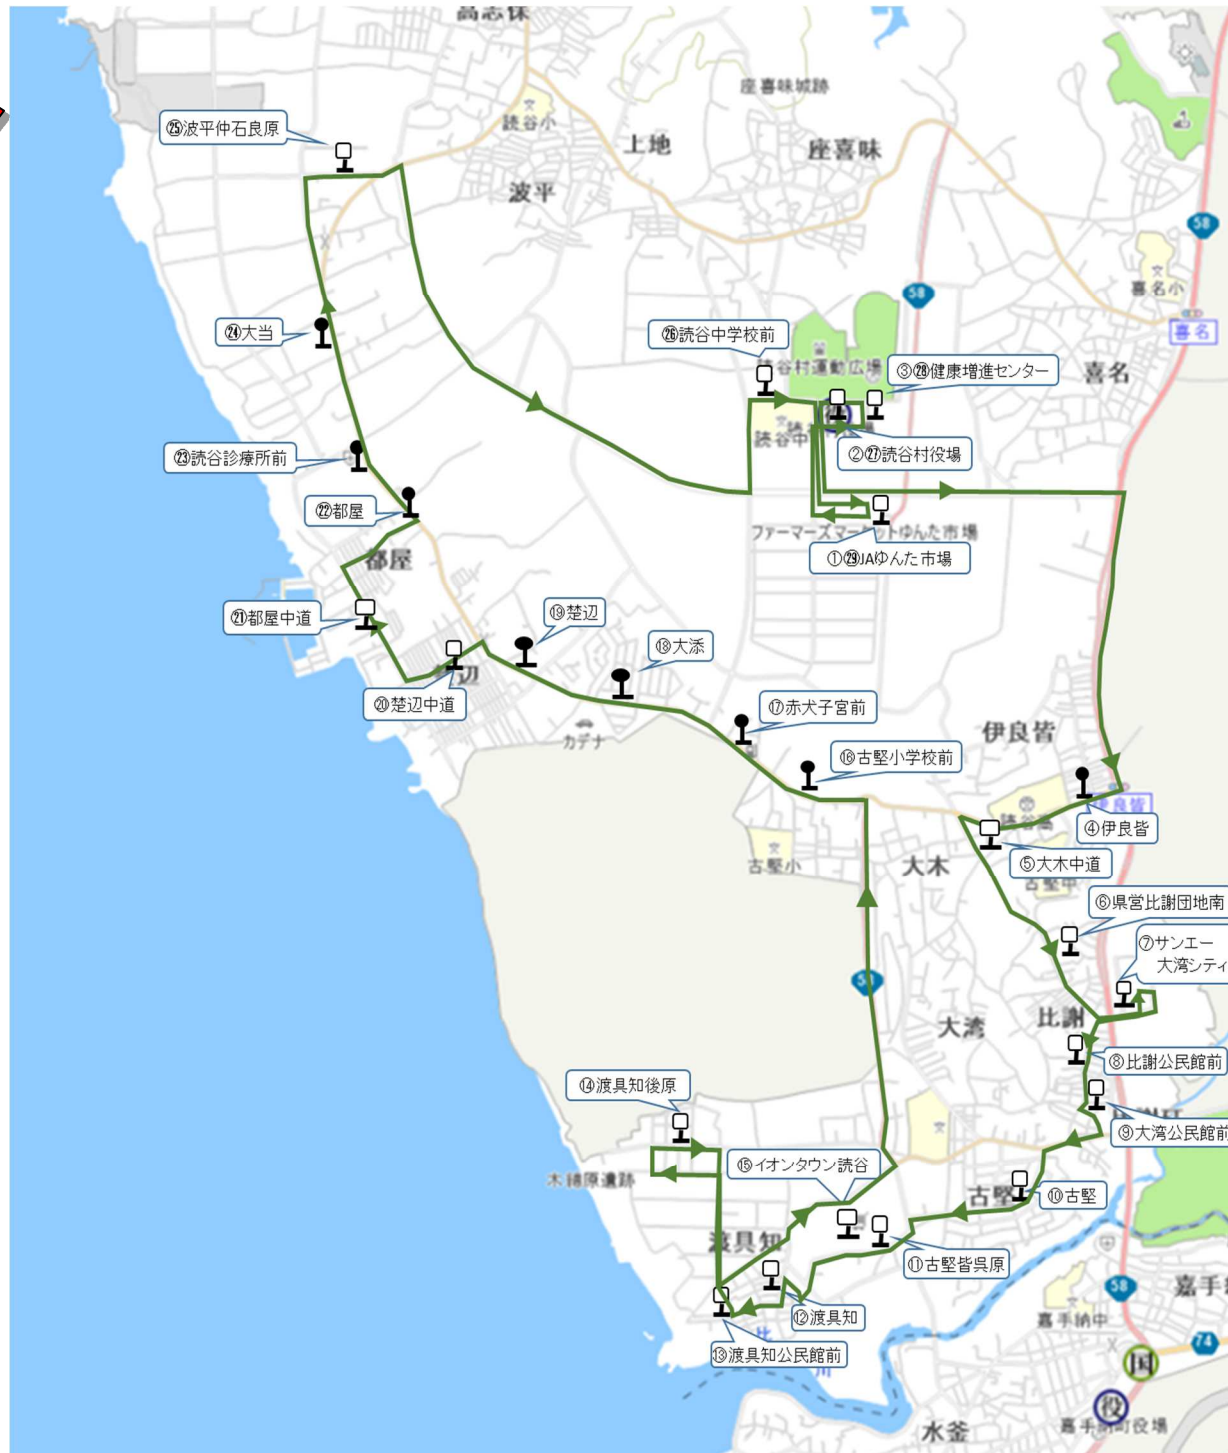 高志保
座喜味城跡
㉕波平仲石良原
読谷小
上地
座喜味
波平
58
喜名小
喜名
58
㉔大当
㉖読谷中学校前
読谷村運動広場
③㉘健康増進センター
喜名
読谷中
②㉗読谷村役場
㉓読谷診療所前
㉒都屋
ファーマーズマーケットゆんた市場
①㉙JAゆんた市場
都屋
㉑都屋中道
⑲楚辺
⑱大添
⑳楚辺中道
⑰赤犬子宮前
カデナ
伊良皆
⑯古堅小学校前
伊良皆
読谷高
④伊良皆
古堅小
大木
⑤大木中道
古堅中
⑥県営比謝団地南
⑦サンエー
大湾シティ
58
大湾
比謝
⑧比謝公民館前
⑭渡具知後原
⑨大湾公民館前
⑮イオンタウン読谷
木綿原遺跡
古堅
⑩古堅
渡具知
⑪古堅皆呉原
58
嘉手納中
⑫渡具知
74
⑬渡具知公民館前
国
役
水釜
嘉手納町役場